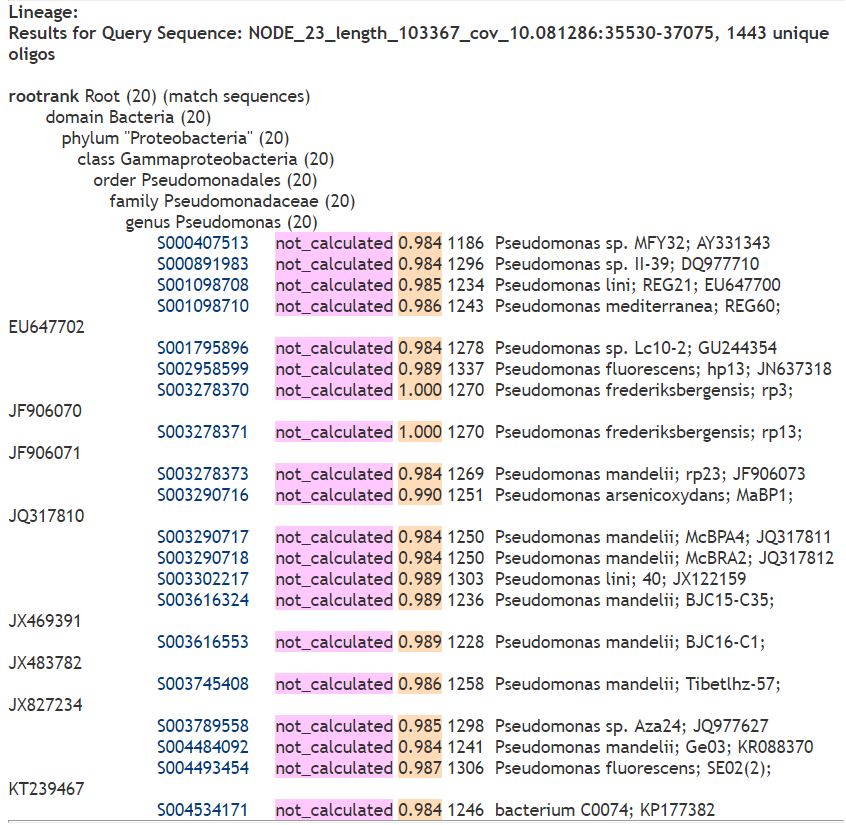 Lineage:
Results for Query Sequence: NODE_23_length_103367_cov_10.081286:35530-37075, 1443 unique
oligos
rootrank Root (20) (match sequences)
domain Bacteria (20)
phylum "Proteobacteria" (20)
class Gammaproteobacteria (20)
order Pseudomonadales (20)
family Pseudomonadaceae (20)
genus Pseudomonas (20)
S000407513 not_calculated 0.984 1186 Pseudomonas sp. MFY32; AY331343
S000891983 not_calculated 0.984 1296 Pseudomonas sp. II-39; DQ977710
S001098708 not_calculated 0.985 1234 Pseudomonas lini; REG21; EU647700
S001098710 not_calculated 0.986 1243 Pseudomonas mediterranea; REG60;
EU647702
S001795896 not_calculated 0.984 1278 Pseudomonas sp. Lc10-2; GU244354
S002958599 not_calculated 0.989 1337 Pseudomonas fluorescens; hp13; JN637318
S003278370 not_calculated 1.000 1270 Pseudomonas frederiksbergensis; rp3;
JF906070
S003278371 not_calculated 1.000 1270 Pseudomonas frederiksbergensis; rp13;
JF906071
S003278373 not_calculated 0.984 1269 Pseudomonas mandelii; rp23; JF906073
S003290716 not_calculated 0.990 1251 Pseudomonas arsenicoxydans; MaBP1;
JQ317810
S003290717 not_calculated 0.984 1250 Pseudomonas mandelii; McBPA4; JQ317811
S003290718 not_calculated 0.984 1250 Pseudomonas mandelii; McBRA2; JQ317812
S003302217 not_calculated 0.989 1303 Pseudomonas lini; 40; JX122159
S003616324 not_calculated 0.989 1236 Pseudomonas mandelii; BJC15-C35;
JX469391
S003616553 not_calculated 0.989 1228 Pseudomonas mandelii; BJC16-C1;
JX483782
S003745408 not_calculated 0.986 1258 Pseudomonas mandelii; Tibetlhz-57;
JX827234
S003789558 not_calculated 0.985 1298 Pseudomonas sp. Aza24; JQ977627
S004484092 not_calculated 0.984 1241 Pseudomonas mandelii; Ge03; KR088370
S004493454 not_calculated 0.987 1306 Pseudomonas fluorescens; SE02(2);
KT239467
S004534171 not_calculated 0.984 1246 bacterium C0074; KP177382